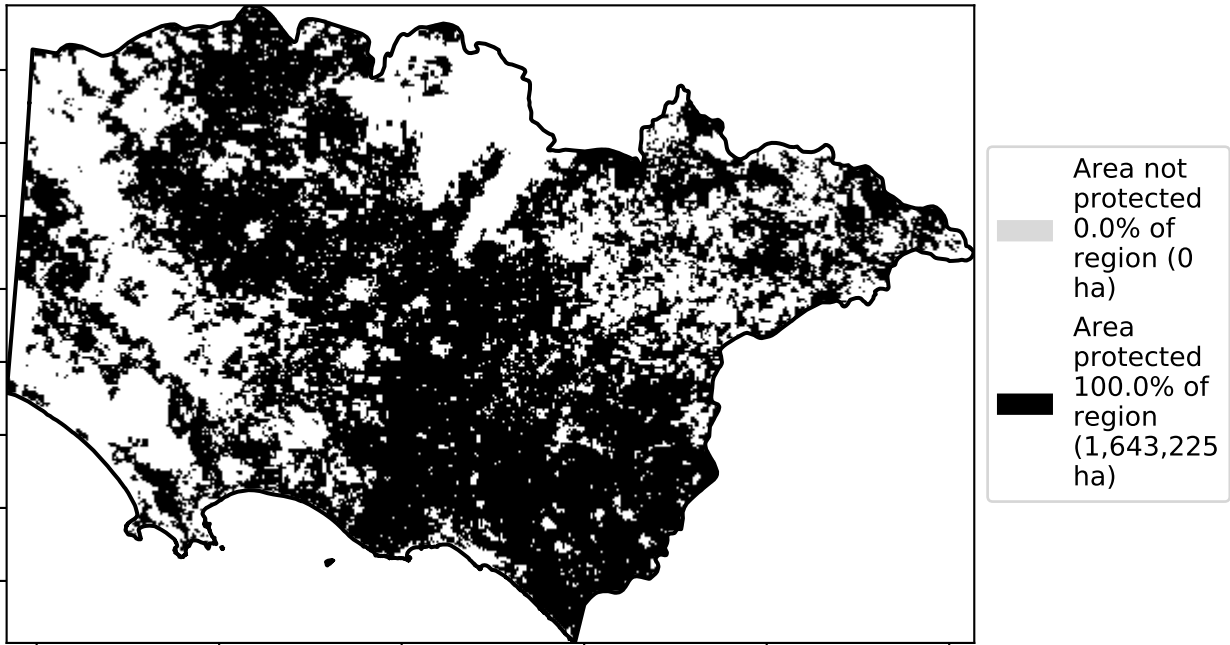 Area not
protected
0.0% of
region (0
ha)
Area
protected
100.0% of
region
(1,643,225
ha)